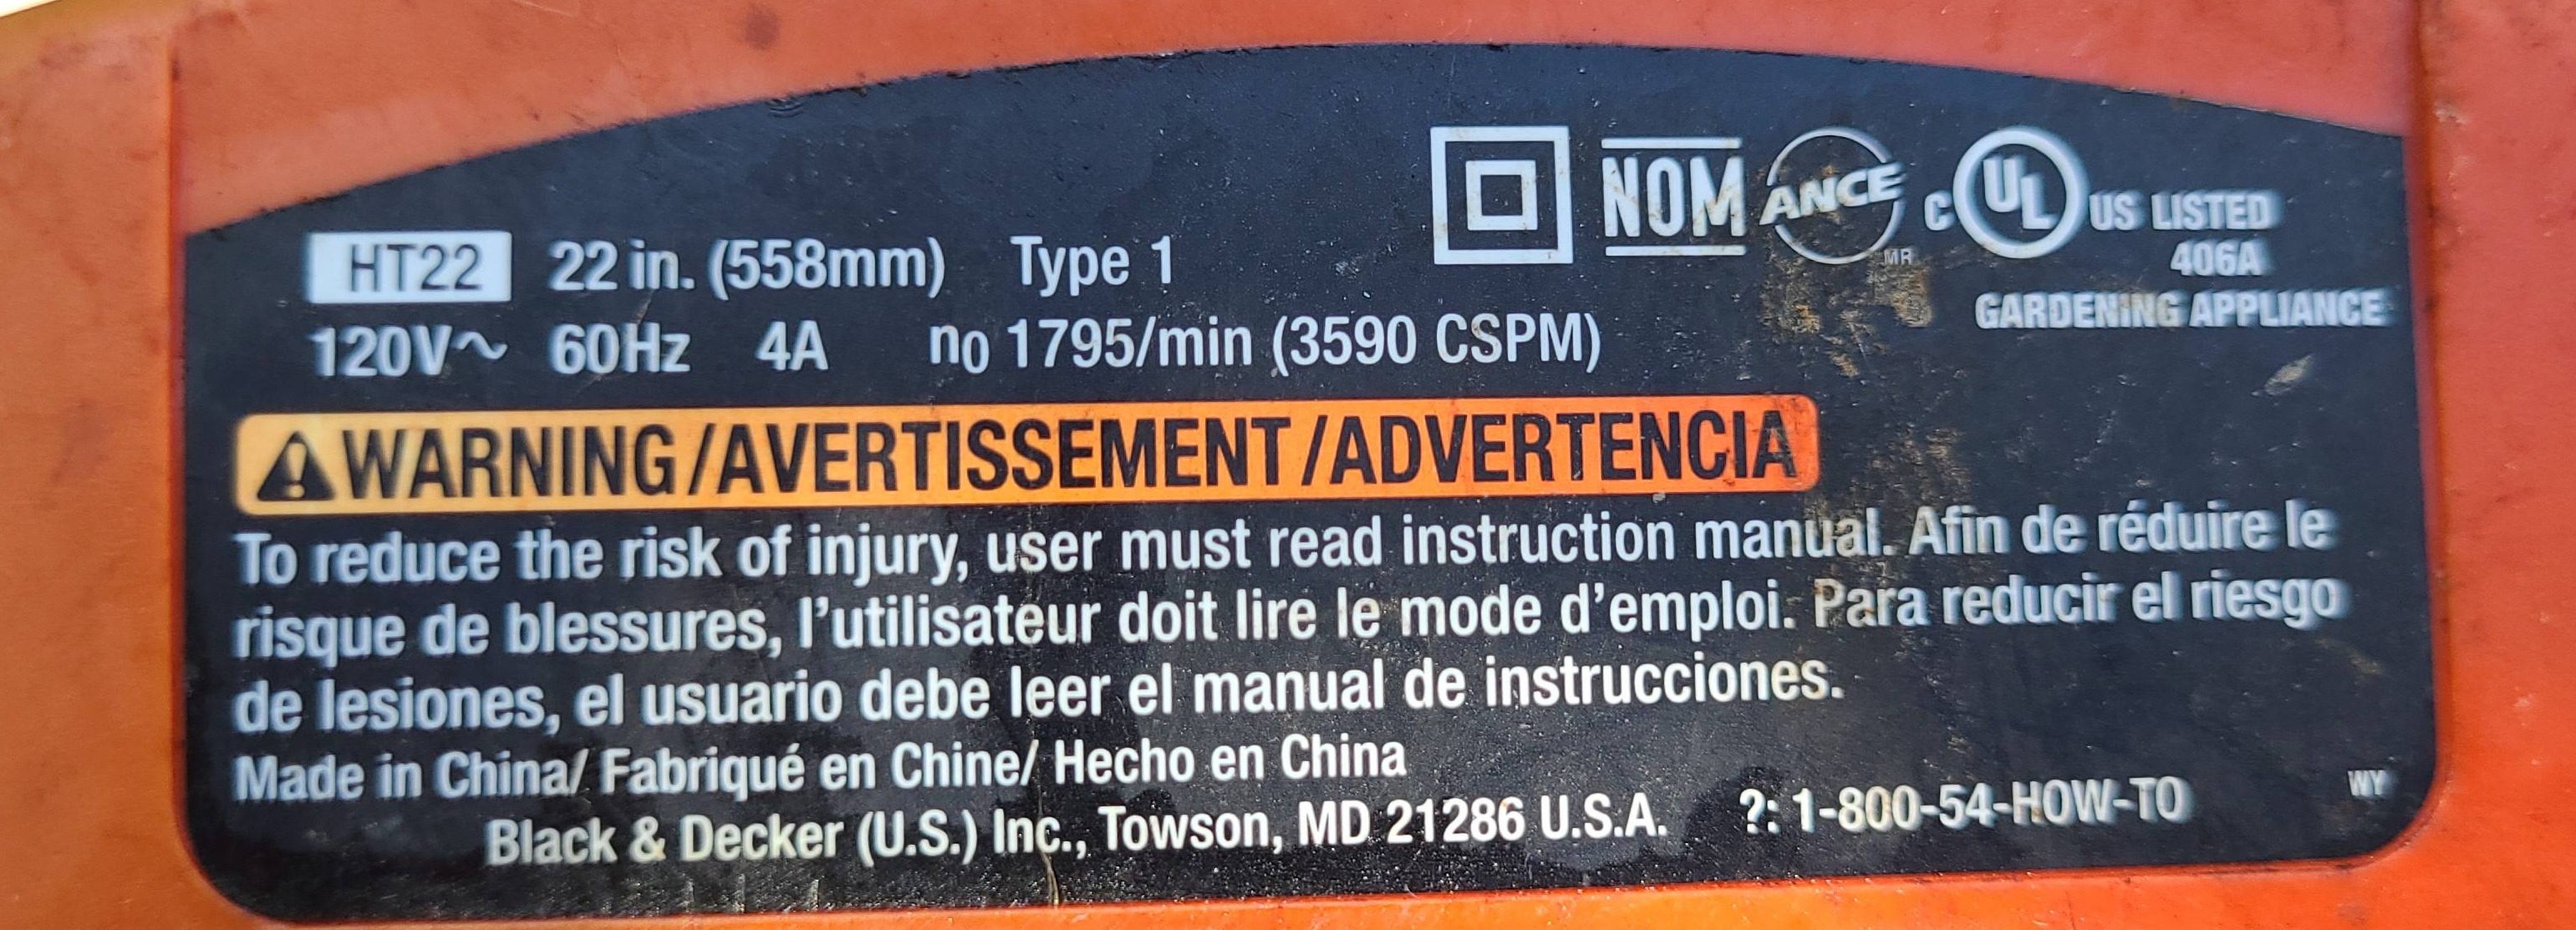 NOM ANCE MR C UL US LISTED
406A
GARDENING APPLIANCE
HT22 22 in. (558mm) Type 1
120V~ 60Hz 4A no 1795/min (3590 CSPM)
WARNING/AVERTISSEMENT/ADVERTENCIA
To reduce the risk of injury, user must read instruction manual. Afin de réduire le
risque de blessures, l'utilisateur doit lire le mode d'emploi. Para reducir el riesgo
de lesiones, el usuario debe leer el manual de instrucciones.
Made in China/ Fabriqué en Chine/ Hecho en China
Black & Decker (U.S.) Inc., Towson, MD 21286 U.S.A. ?: 1-800-54-HOW-TO
WY